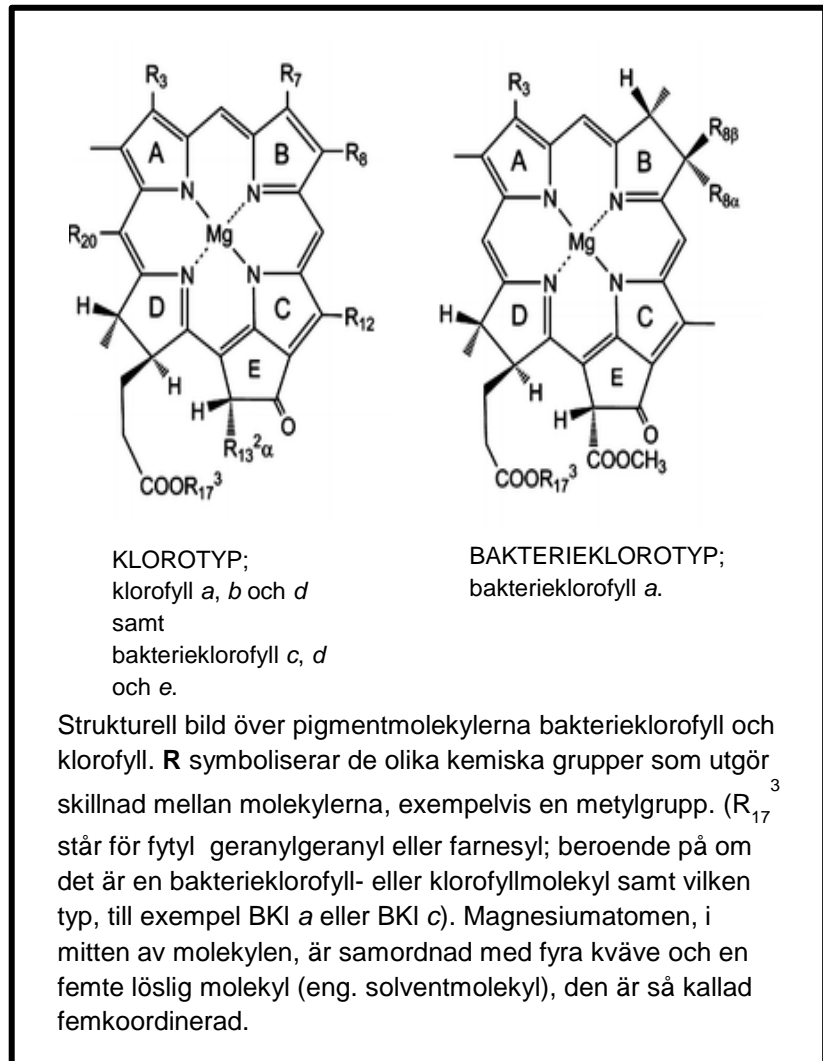 R3 R7
A B R8
N N
Mg
R20
N N
H D C
R12
H E
H
R13²α O
COOR17³
R3 H
A B R8β
R8α
N N
Mg
N N
H D C
H E
H O
COOCH3
COOR17³
KLOROTYP;
klorofyll a, b och d
samt
bakterieklorofyll c, d
och e.
BAKTERIEKLOROTYP;
bakterieklorofyll a.
Strukturell bild över pigmentmolekylerna bakterieklorofyll och
klorofyll. R symboliserar de olika kemiska grupper som utgör
skillnad mellan molekylerna, exempelvis en metylgrupp. (R17³
står för fytyl geranylgeranyl eller farnesyl; beroende på om
det är en bakterieklorofyll- eller klorofyllmolekyl samt vilken
typ, till exempel BKl a eller BKl c). Magnesiumatomen, i
mitten av molekylen, är samordnad med fyra kväve och en
femte löslig molekyl (eng. solventmolekyl), den är så kallad
femkoordinerad.